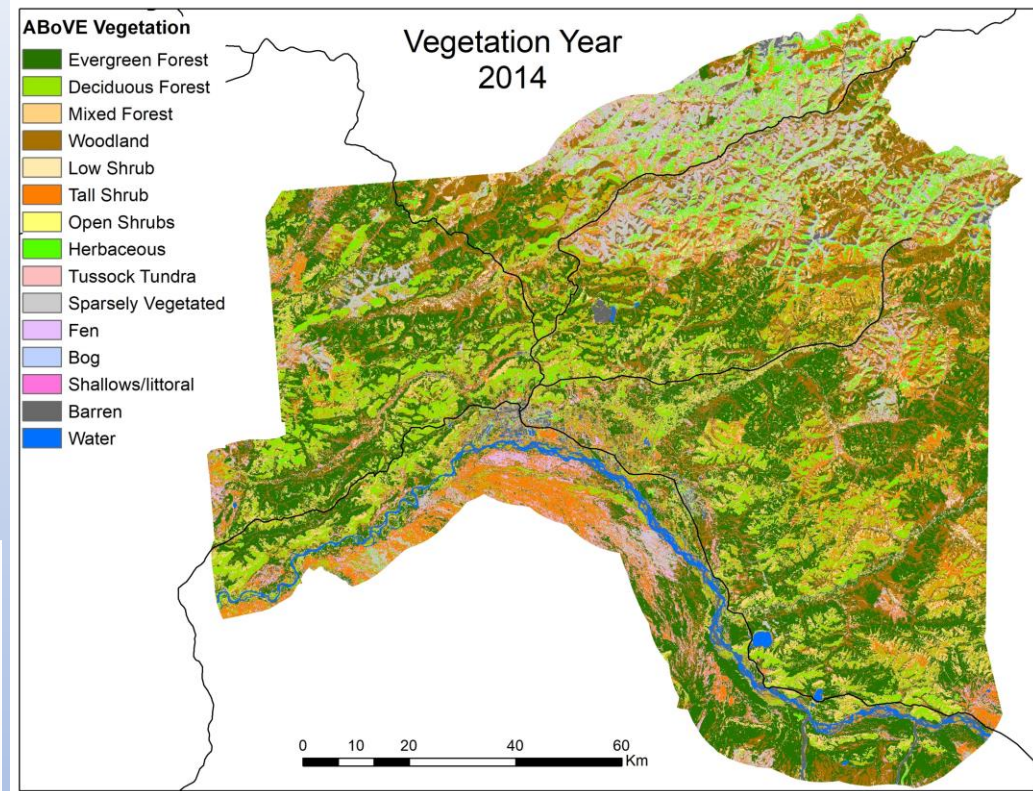 ABoVE Vegetation
Evergreen Forest
Deciduous Forest
Mixed Forest
Woodland
Low Shrub
Tall Shrub
Open Shrubs
Herbaceous
Tussock Tundra
Sparsely Vegetated
Fen
Bog
Shallows/littoral
Barren
Water
Vegetation Year
2014
0 10 20 40 60
Km